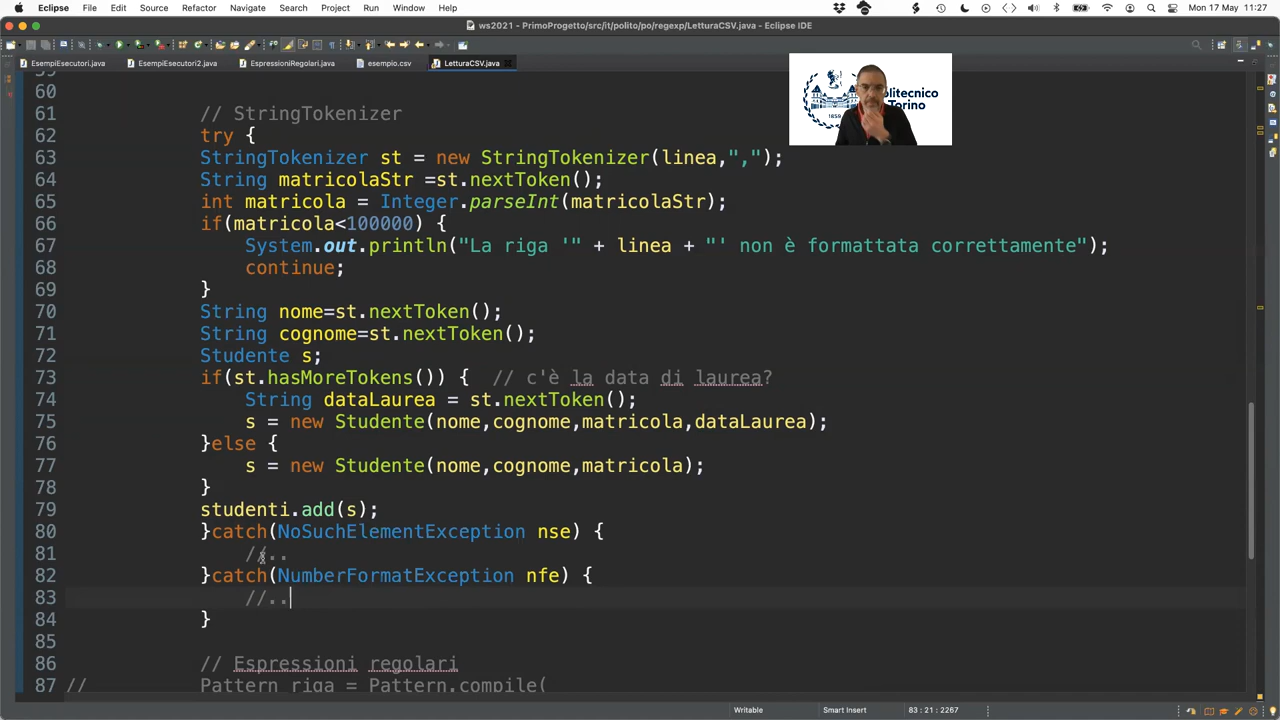 Eclipse File Edit Source Refactor Navigate Search Project Run Window Help Mon 17 May 11:27
ws2021 - PrimoProgetto/src/it/polito/po/regexp/LetturaCSV.java - Eclipse IDE
EsempiEsecutori.java EsempiEsecutori2.java EspressioniRegolari.java esempio.csv LetturaCSV.java
59
60
61 // StringTokenizer
62 try {
63 StringTokenizer st = new StringTokenizer(linea,",");
64 String matricolaStr =st.nextToken();
65 int matricola = Integer.parseInt(matricolaStr);
66 if(matricola<100000) {
67 System.out.println("La riga '" + linea + "' non è formattata correttamente");
68 continue;
69 }
70 String nome=st.nextToken();
71 String cognome=st.nextToken();
72 Studente s;
73 if(st.hasMoreTokens()) { // c'è la data di laurea?
74 String dataLaurea = st.nextToken();
75 s = new Studente(nome,cognome,matricola,dataLaurea);
76 }else {
77 s = new Studente(nome,cognome,matricola);
78 }
79 studenti.add(s);
80 }catch(NoSuchElementException nse) {
81 //..
82 }catch(NumberFormatException nfe) {
83 //..
84 }
85
86 // Espressioni regolari
87 // Pattern riga = Pattern.compile(
olitecnico
Torino
1859
Writable Smart Insert 83 : 21 : 2267